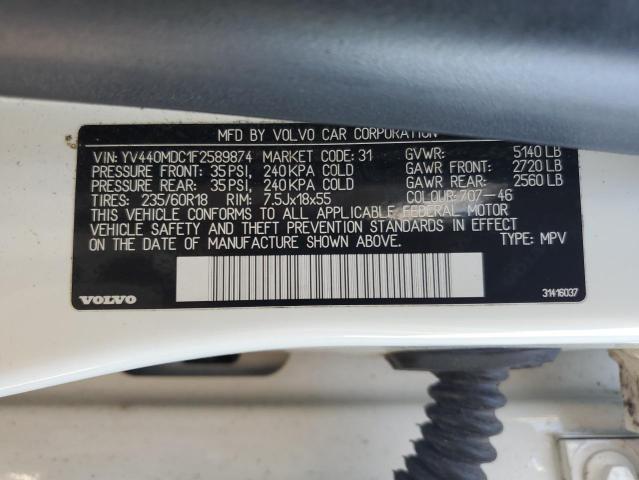 MFD BY VOLVO CAR CORPORATION
VIN: YV440MDC1F2589874 MARKET CODE: 31 GVWR: 5140 LB
PRESSURE FRONT: 35 PSI, 240 KPA COLD GAWR FRONT: 2720 LB
PRESSURE REAR: 35 PSI, 240 KPA COLD GAWR REAR: 2560 LB
TIRES: 235/60R18 RIM: 7.5Jx18x55 COLOUR: 707-46
THIS VEHICLE CONFORMS TO ALL APPLICABLE FEDERAL MOTOR
VEHICLE SAFETY AND THEFT PREVENTION STANDARDS IN EFFECT
ON THE DATE OF MANUFACTURE SHOWN ABOVE. TYPE: MPV
VOLVO 31416037